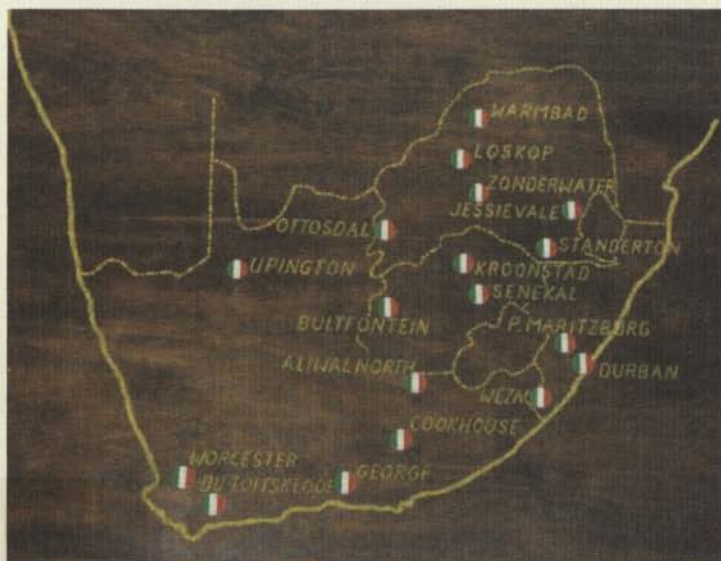 WARMBAD
LOSKOP
ZONDERWATER
JESSIEVALE
OTTOSDAL
STANDERTON
UPINGTON
KROONSTAD
SENEKAL
BULTFONTEIN
P. MARITZBURG
DURBAN
ALIWAL NORTH
WEZA
COOKHOUSE
WORCESTER
GEORGE
DU TOITSKLOOF